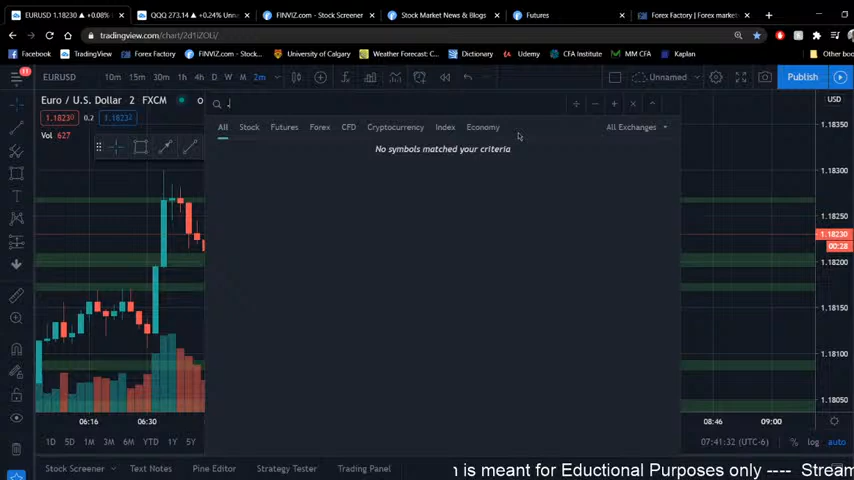 EURUSD 1.18230 ▲ +0.08%
QQQ 273.14 ▲ +0.24% Unna
FINVIZ.com - Stock Screener
Stock Market News & Blogs
Futures
Forex Factory | Forex market
tradingview.com/chart/2d1IZOLI/
Facebook
TradingView
Forex Factory
FINVIZ.com - Stock...
University of Calgary
Weather Forecast: C...
Dictionary
Udemy
CFA Institute
MM CFA
Kaplan
Other boo
11
EURUSD
10m 15m 30m 1h 4h D W M 2m
Unnamed
Publish
Euro / U.S. Dollar 2 FXCM
O
USD
1.18230 0.2 1.18232
Vol 627
All Stock Futures Forex CFD Cryptocurrency Index Economy
All Exchanges
No symbols matched your criteria
1.18350
1.18300
1.18250
1.18230
00:28
1.18200
1.18150
1.18100
1.18050
06:16 06:30 08:46 09:00
1D 5D 1M 3M 6M YTD 1Y 5Y
07:41:32 (UTC-6) % log auto
Stock Screener Text Notes Pine Editor Strategy Tester Trading Panel
n is meant for Eductional Purposes only ---- Stream